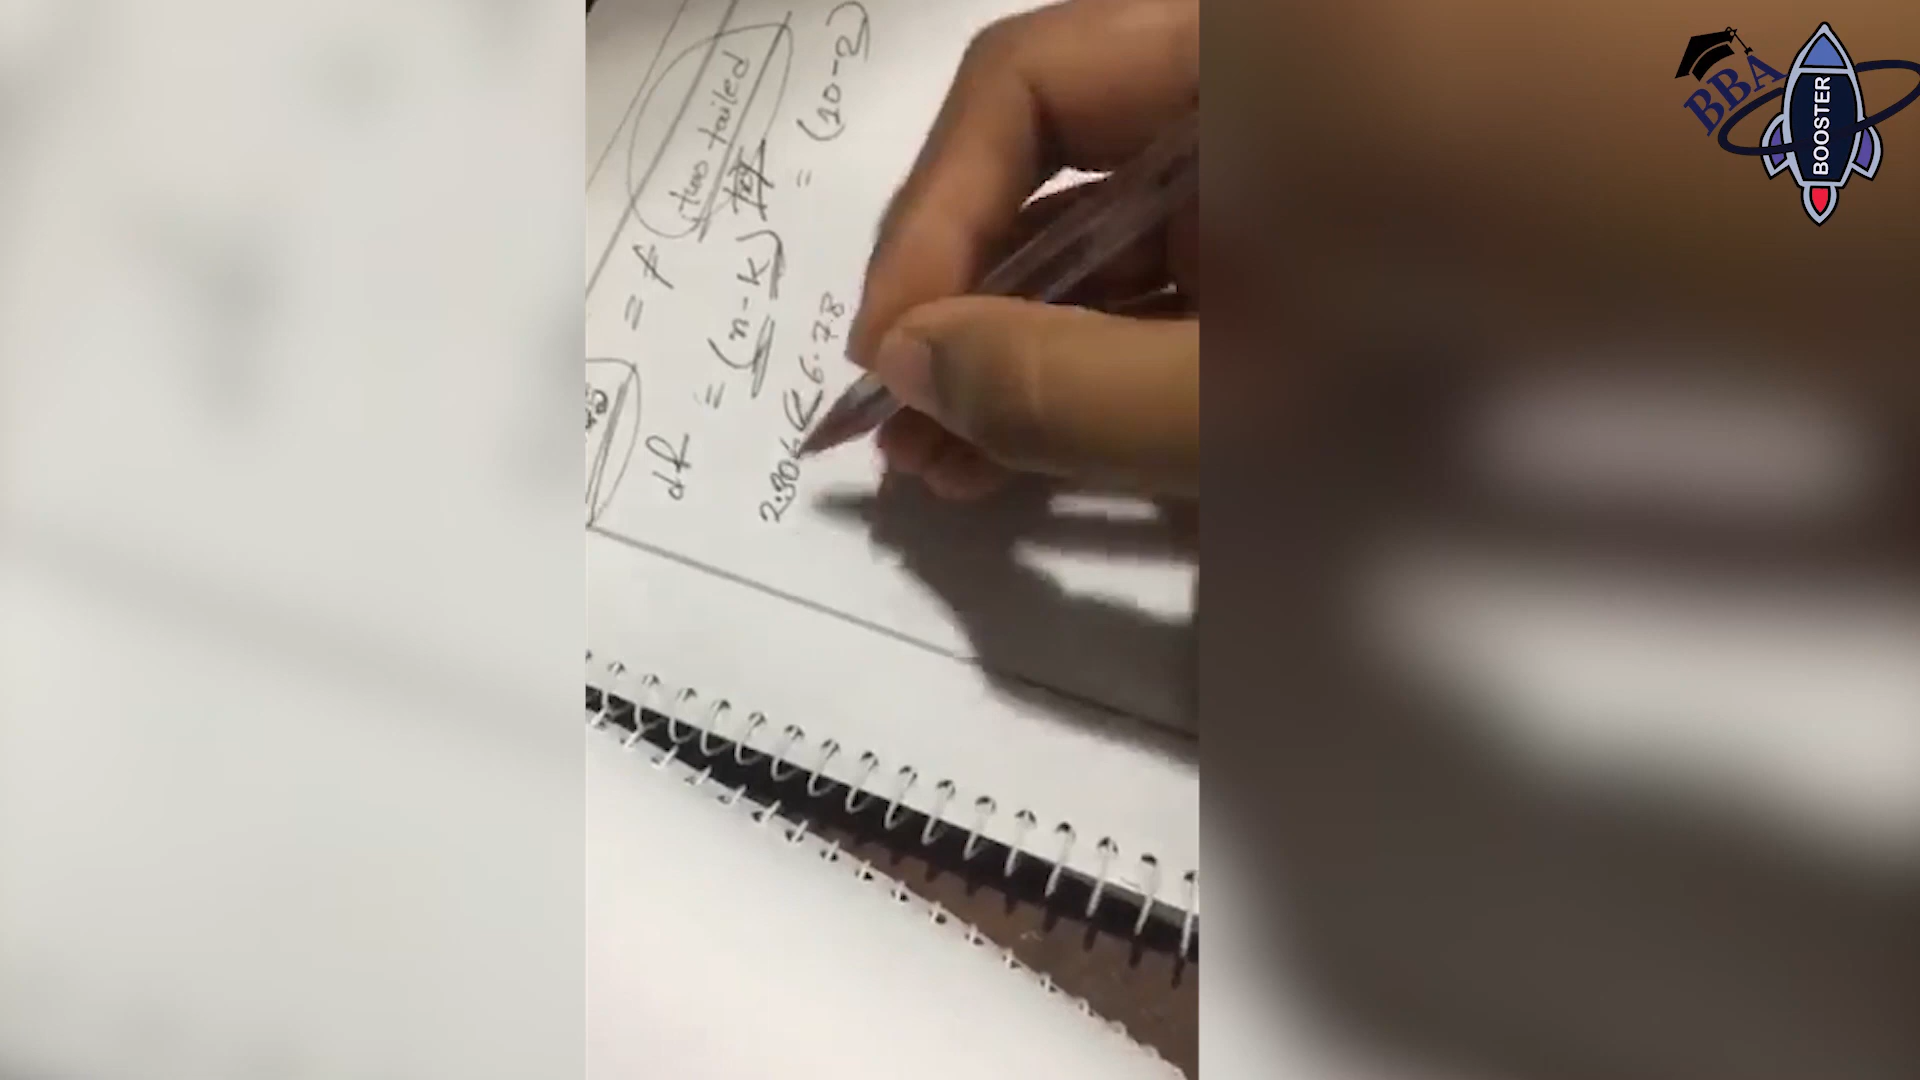 = t (two tailed
df = (n-k) = (10-2)
2.306 < 6.78
BBA
BOOSTER